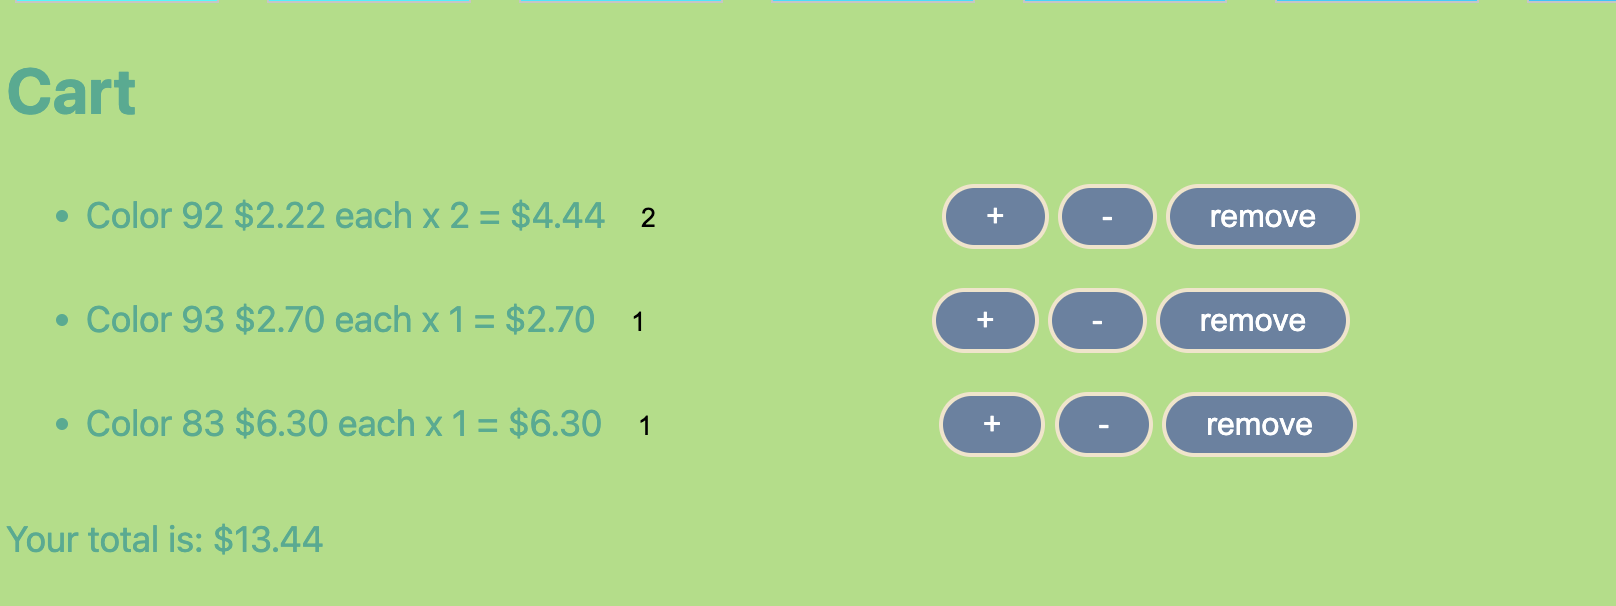 Cart
• Color 92 $2.22 each x 2 = $4.44 2 + - remove
• Color 93 $2.70 each x 1 = $2.70 1 + - remove
• Color 83 $6.30 each x 1 = $6.30 1 + - remove
Your total is: $13.44